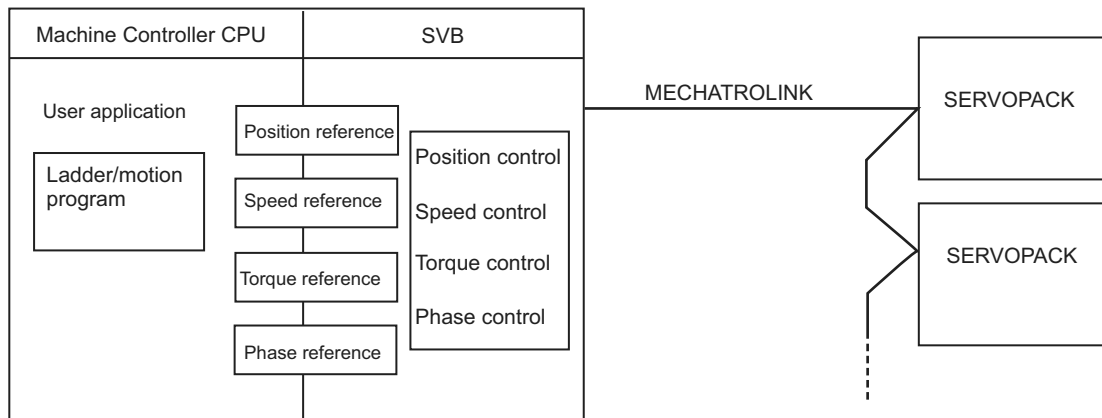 Machine Controller CPU
SVB
User application
Ladder/motion
program
Position reference
Speed reference
Torque reference
Phase reference
Position control
Speed control
Torque control
Phase control
MECHATROLINK
SERVOPACK
SERVOPACK